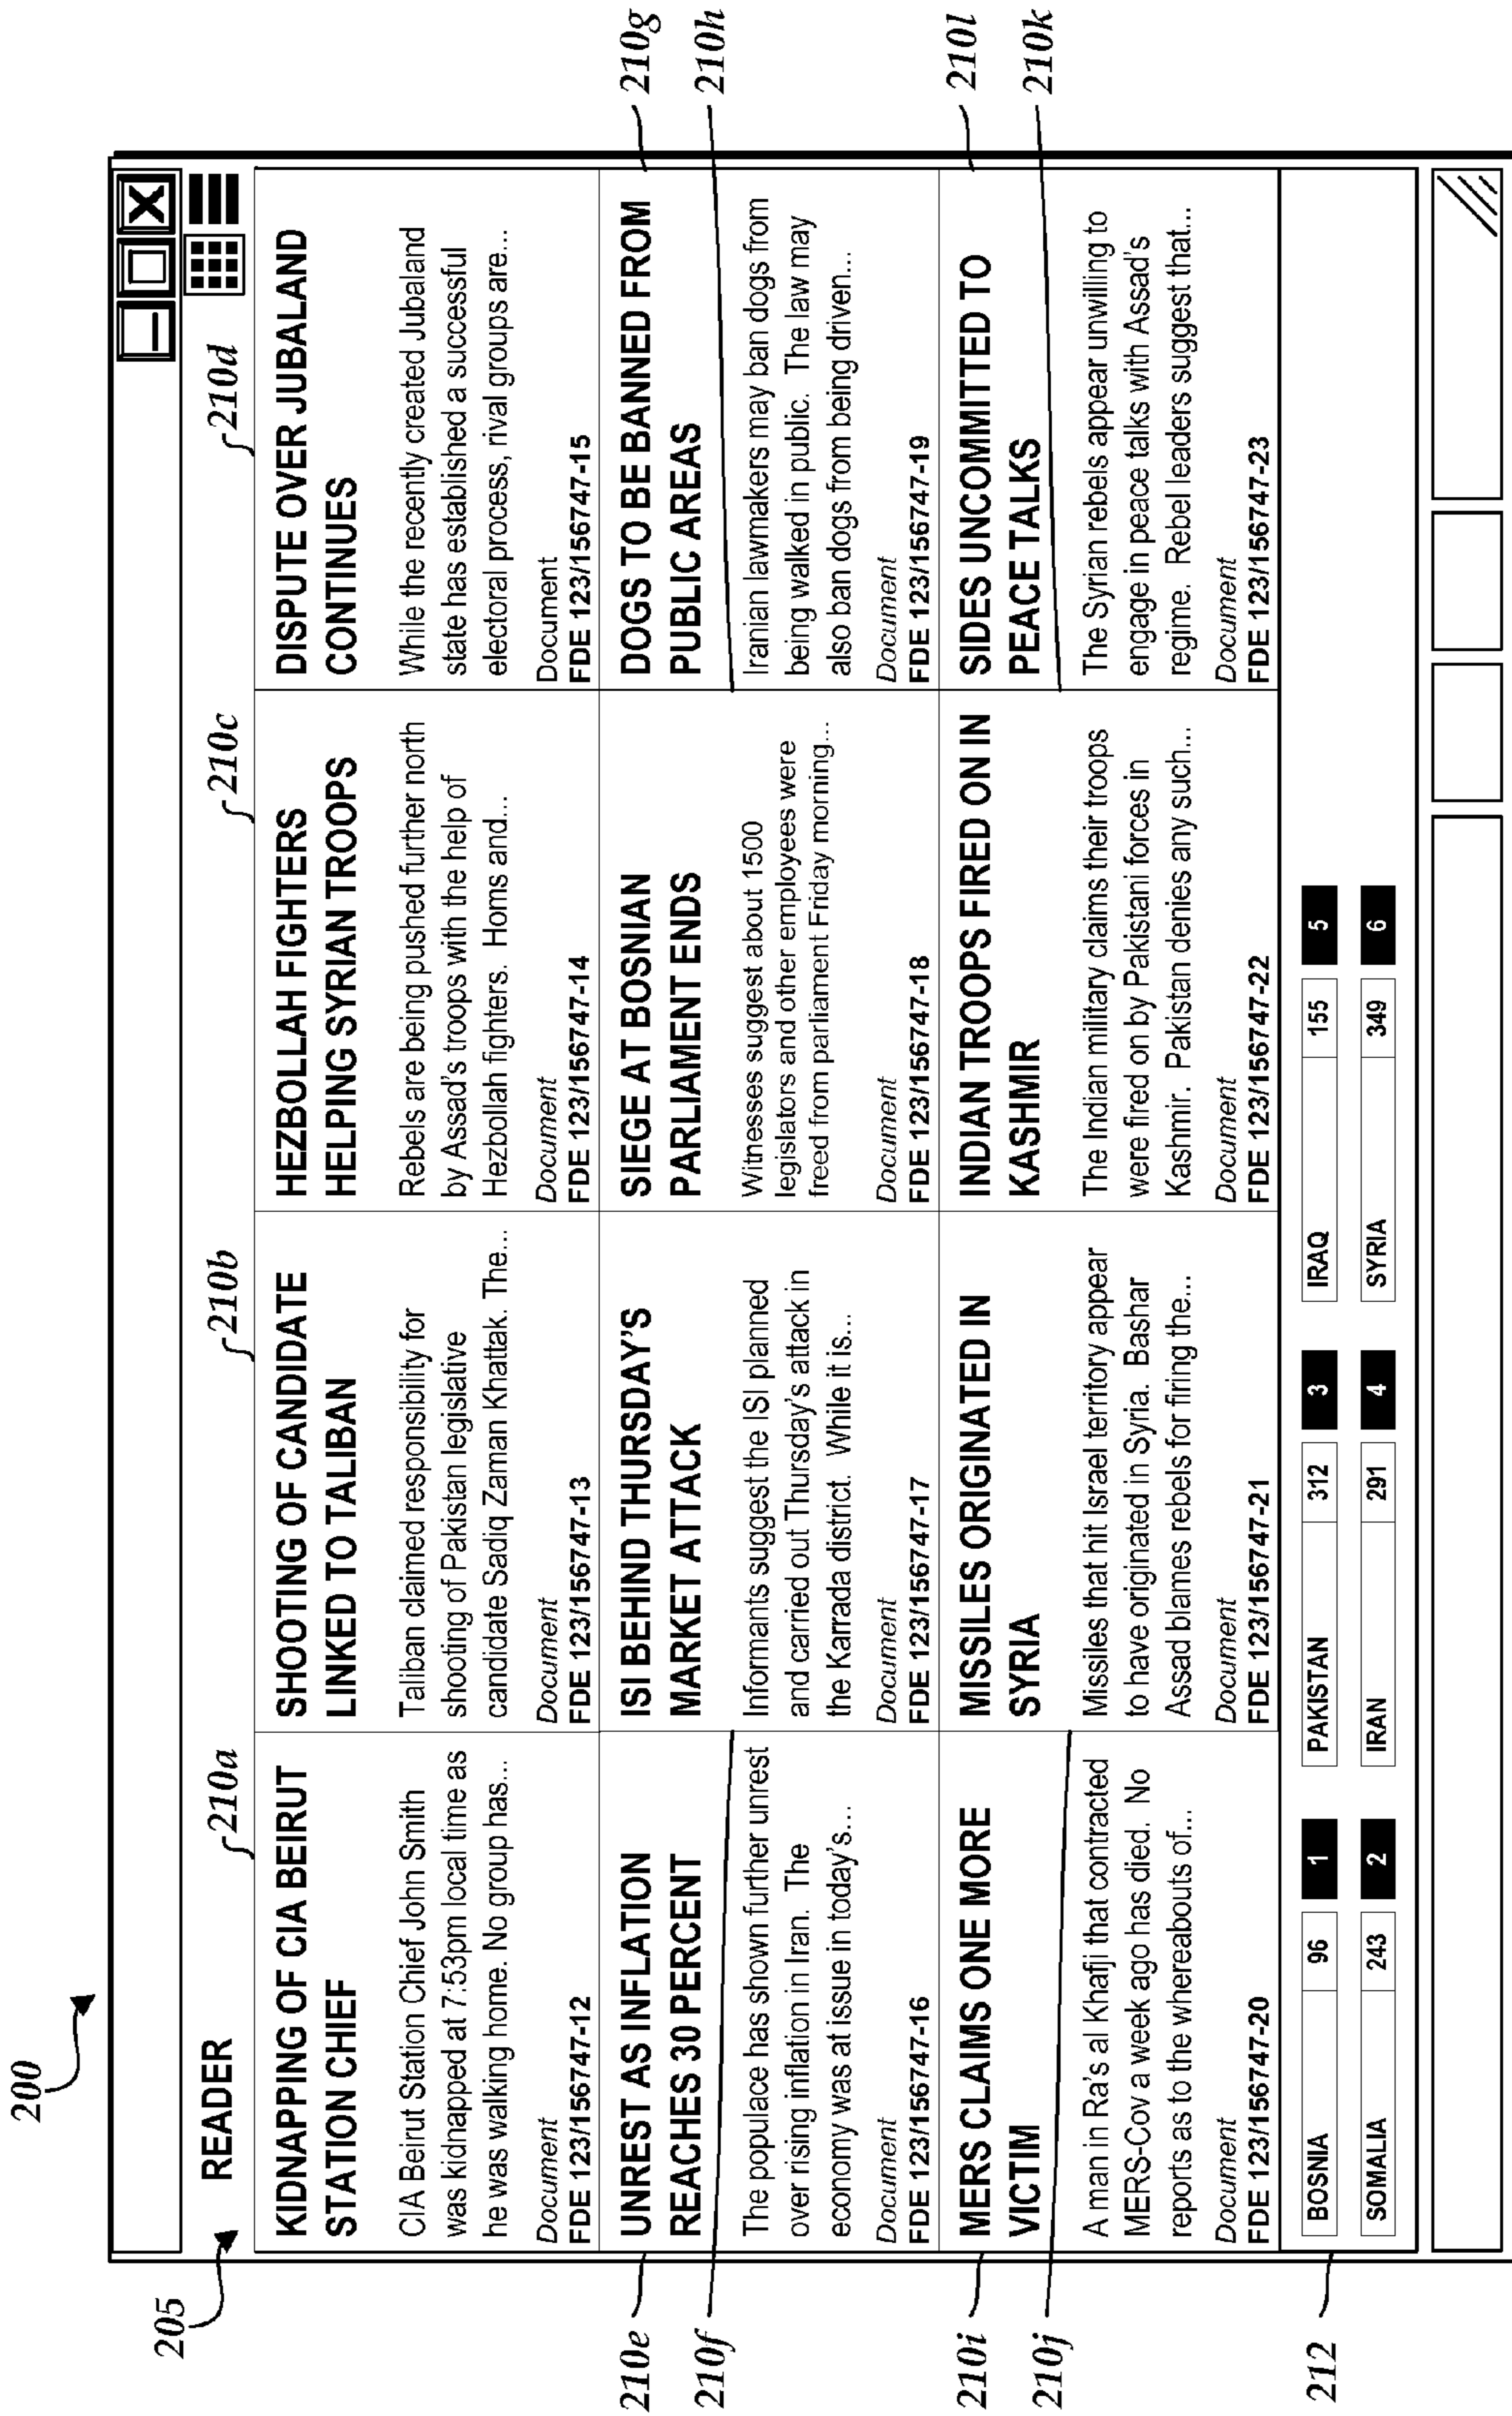 200
205
READER
210a
210b
210c
210d
KIDNAPPING OF CIA BEIRUT
STATION CHIEF
CIA Beirut Station Chief John Smith
was kidnapped at 7:53pm local time as
he was walking home. No group has...
Document
FDE 123/156747-12
SHOOTING OF CANDIDATE
LINKED TO TALIBAN
Taliban claimed responsibility for
shooting of Pakistan legislative
candidate Sadiq Zaman Khattak. The...
Document
FDE 123/156747-13
HEZBOLLAH FIGHTERS
HELPING SYRIAN TROOPS
Rebels are being pushed further north
by Assad's troops with the help of
Hezbollah fighters. Homs and...
Document
FDE 123/156747-14
DISPUTE OVER JUBALAND
CONTINUES
While the recently created Jubaland
state has established a successful
electoral process, rival groups are...
Document
FDE 123/156747-15
210e
210f
UNREST AS INFLATION
REACHES 30 PERCENT
The populace has shown further unrest
over rising inflation in Iran. The
economy was at issue in today's...
Document
FDE 123/156747-16
ISI BEHIND THURSDAY'S
MARKET ATTACK
Informants suggest the ISI planned
and carried out Thursday's attack in
the Karrada district. While it is...
Document
FDE 123/156747-17
SIEGE AT BOSNIAN
PARLIAMENT ENDS
Witnesses suggest about 1500
legislators and other employees were
freed from parliament Friday morning...
Document
FDE 123/156747-18
DOGS TO BE BANNED FROM
PUBLIC AREAS
Iranian lawmakers may ban dogs from
being walked in public. The law may
also ban dogs from being driven...
Document
FDE 123/156747-19
210g
210h
210i
210j
MERS CLAIMS ONE MORE
VICTIM
A man in Ra's al Khafji that contracted
MERS-Cov a week ago has died. No
reports as to the whereabouts of...
Document
FDE 123/156747-20
MISSILES ORIGINATED IN
SYRIA
Missiles that hit Israel territory appear
to have originated in Syria. Bashar
Assad blames rebels for firing the...
Document
FDE 123/156747-21
INDIAN TROOPS FIRED ON IN
KASHMIR
The Indian military claims their troops
were fired on by Pakistani forces in
Kashmir. Pakistan denies any such...
Document
FDE 123/156747-22
SIDES UNCOMMITTED TO
PEACE TALKS
The Syrian rebels appear unwilling to
engage in peace talks with Assad's
regime. Rebel leaders suggest that...
Document
FDE 123/156747-23
210l
210k
212
BOSNIA 96 1 PAKISTAN 312 3 IRAQ 155 5
SOMALIA 243 2 IRAN 291 4 SYRIA 349 6